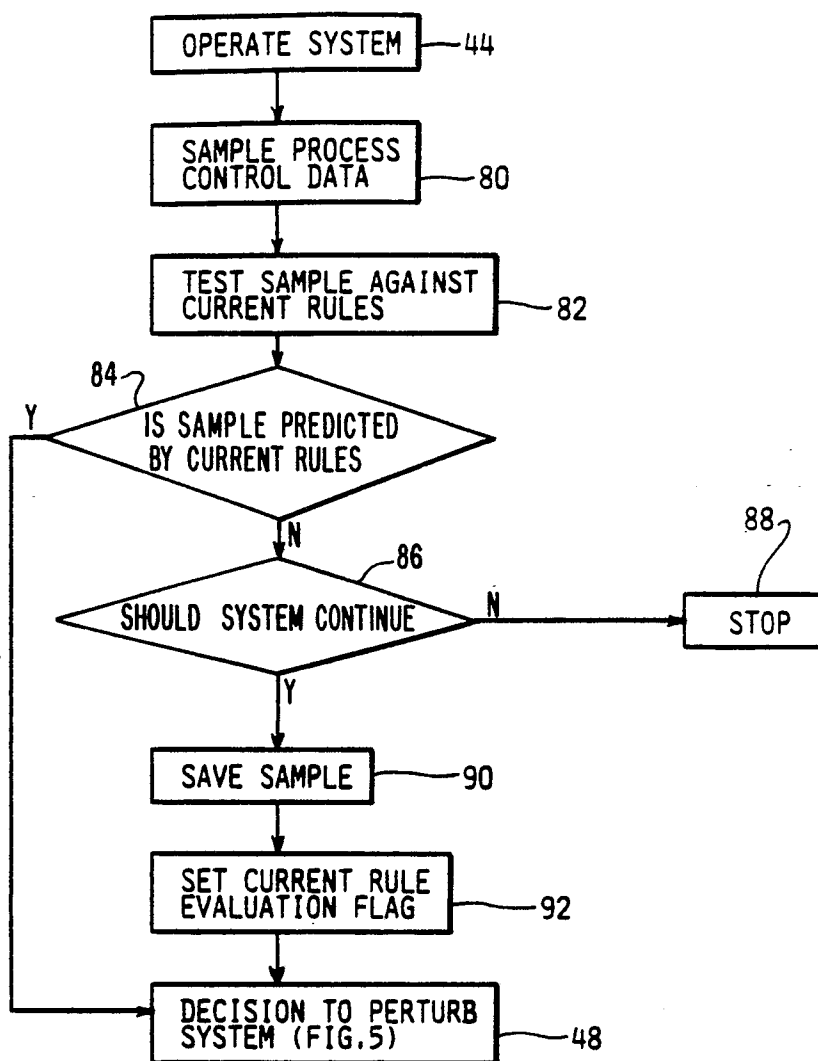 OPERATE SYSTEM
44
SAMPLE PROCESS
CONTROL DATA
80
TEST SAMPLE AGAINST
CURRENT RULES
82
84
Y
IS SAMPLE PREDICTED
BY CURRENT RULES
N
86
SHOULD SYSTEM CONTINUE
N
88
STOP
Y
SAVE SAMPLE
90
SET CURRENT RULE
EVALUATION FLAG
92
DECISION TO PERTURB
SYSTEM (FIG.5)
48